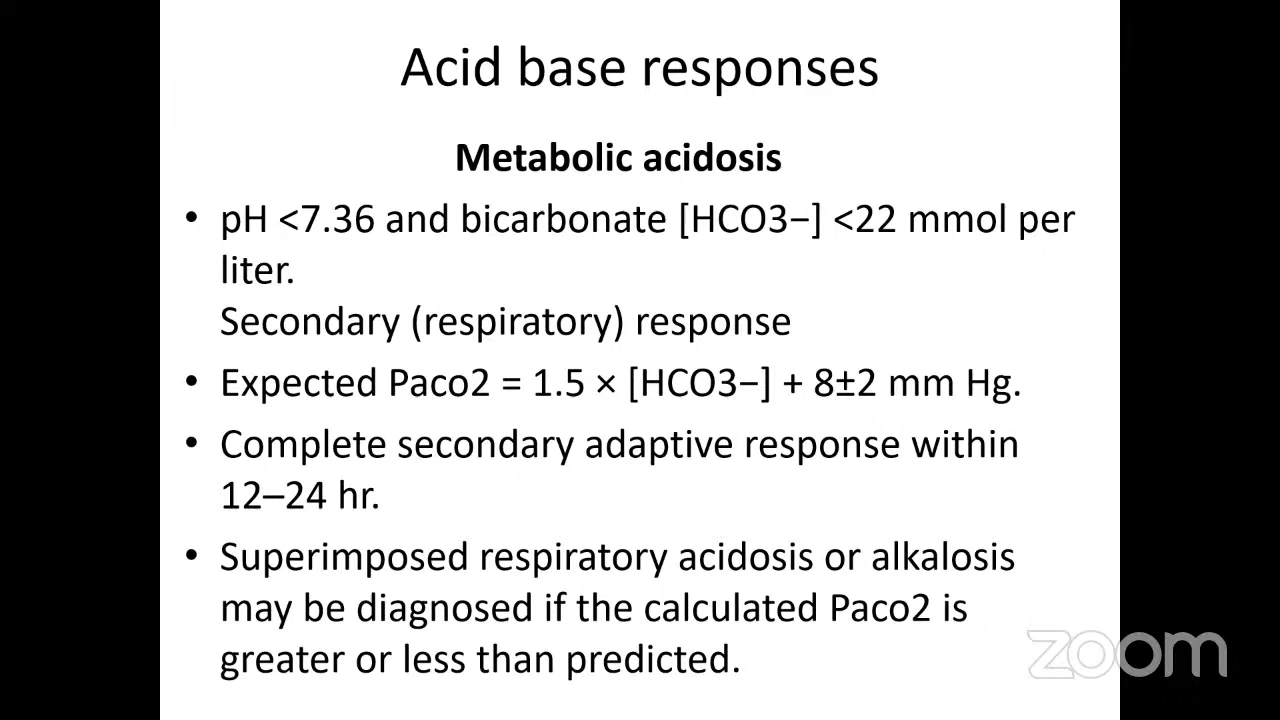 Acid base responses
Metabolic acidosis
• pH <7.36 and bicarbonate [HCO3−] <22 mmol per
liter.
Secondary (respiratory) response
• Expected Paco2 = 1.5 × [HCO3−] + 8±2 mm Hg.
• Complete secondary adaptive response within
12–24 hr.
• Superimposed respiratory acidosis or alkalosis
may be diagnosed if the calculated Paco2 is
greater or less than predicted.
zoom